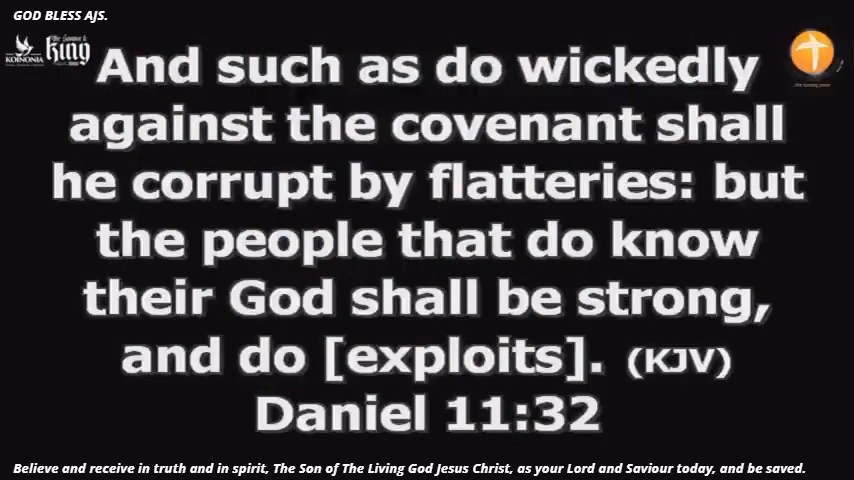 GOD BLESS AJS.
KOINONIA
King
And such as do wickedly
against the covenant shall
he corrupt by flatteries: but
the people that do know
their God shall be strong,
and do [exploits]. (KJV)
Daniel 11:32
Believe and receive in truth and in spirit, The Son of The Living God Jesus Christ, as your Lord and Saviour today, and be saved.